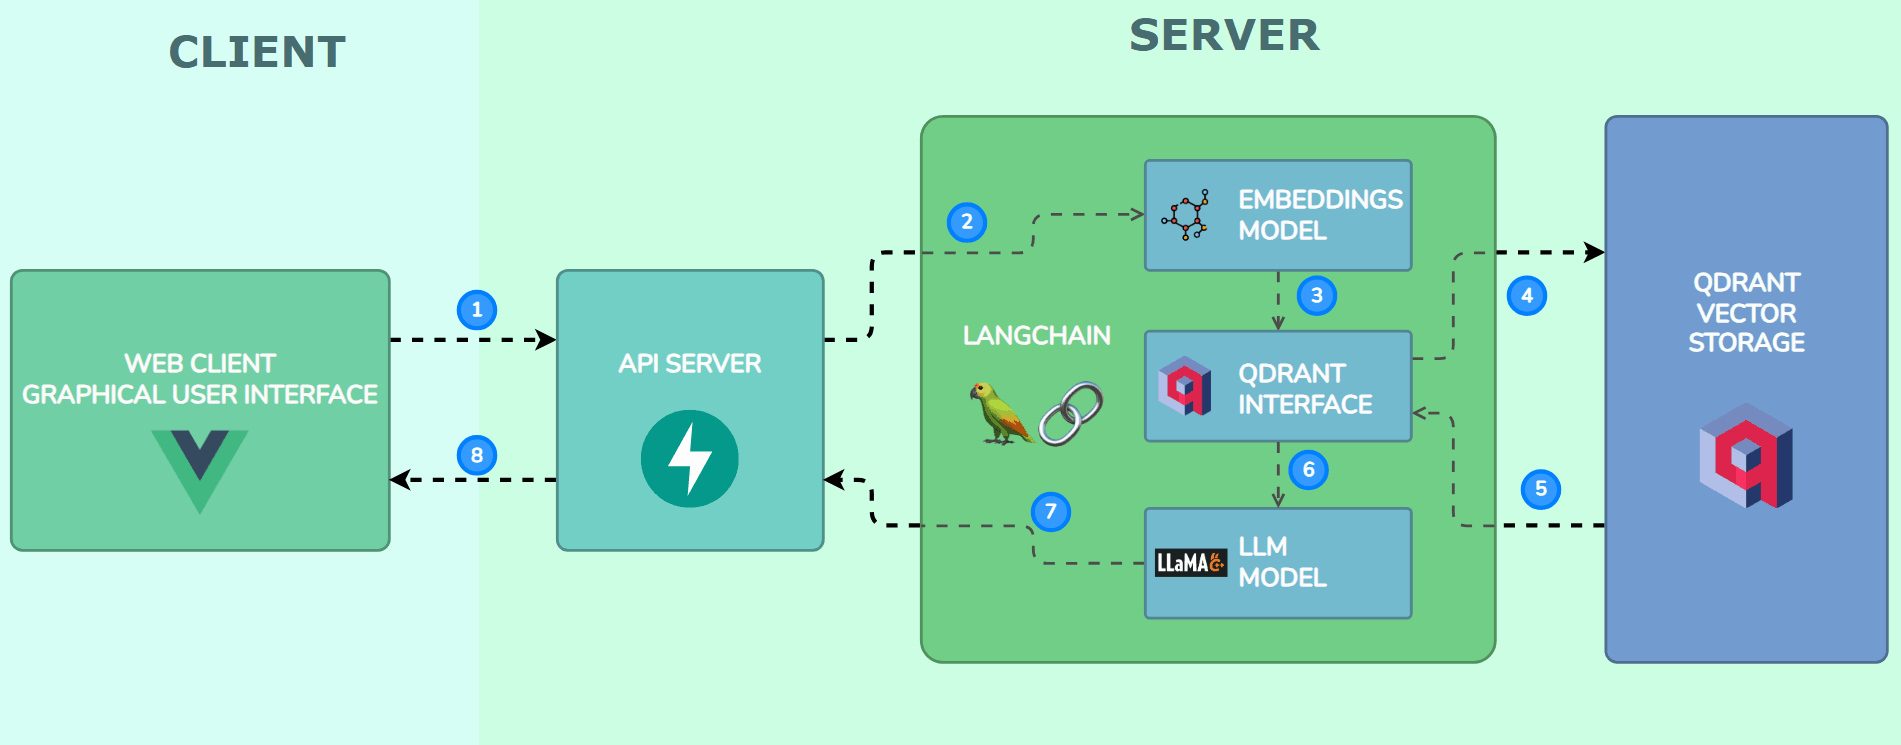 CLIENT
SERVER
WEB CLIENT
GRAPHICAL USER INTERFACE
1
8
API SERVER
2
LANGCHAIN
EMBEDDINGS
MODEL
3
QDRANT
INTERFACE
4
5
6
7
LLaMA C++
LLM
MODEL
QDRANT
VECTOR
STORAGE